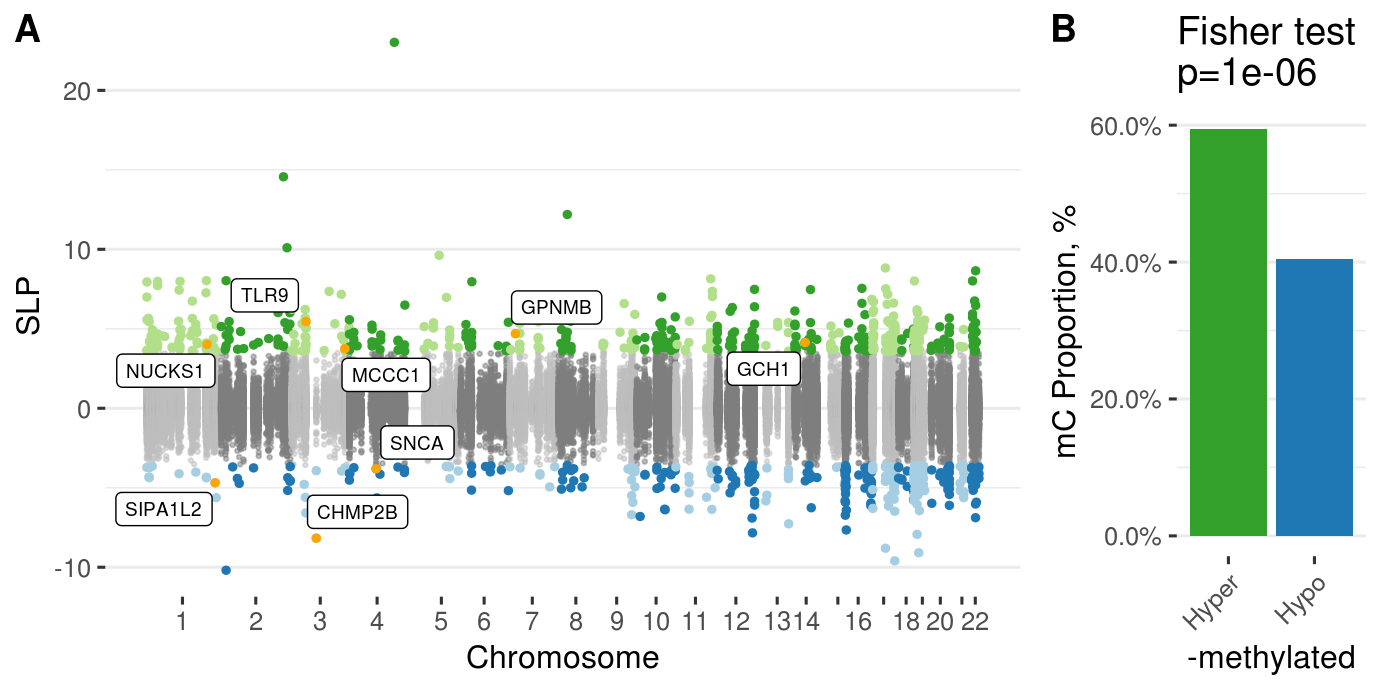 A
SLP
20
10
0
-10
TLR9
GPNMB
NUCKS1
MCCC1
GCH1
SNCA
SIPA1L2
CHMP2B
1 2 3 4 5 6 7 8 9 10 11 12 13 14 16 18 20 22
Chromosome
B
Fisher test
p=1e-06
mC Proportion, %
60.0%
40.0%
20.0%
0.0%
Hyper
Hypo
-methylated